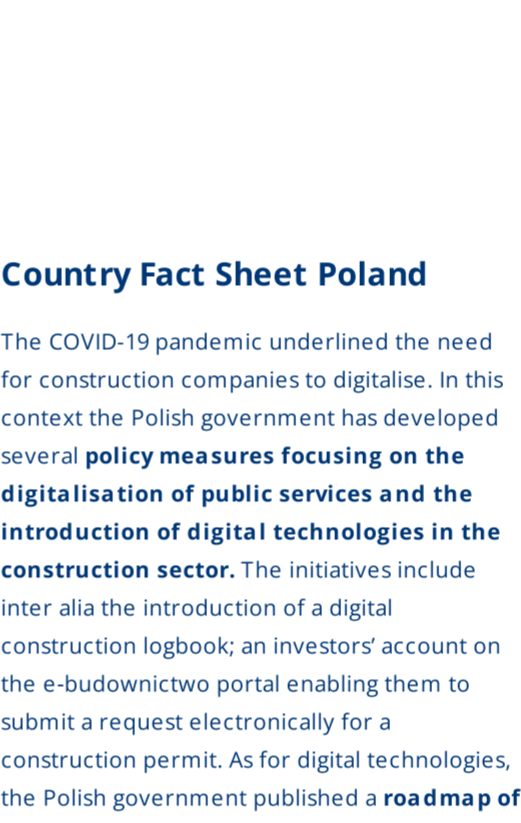 Country Fact Sheet Poland
The COVID-19 pandemic underlined the need
for construction companies to digitalise. In this
context the Polish government has developed
several policy measures focusing on the
digitalisation of public services and the
introduction of digital technologies in the
construction sector. The initiatives include
inter alia the introduction of a digital
construction logbook; an investors’ account on
the e-budownictwo portal enabling them to
submit a request electronically for a
construction permit. As for digital technologies,
the Polish government published a roadmap of